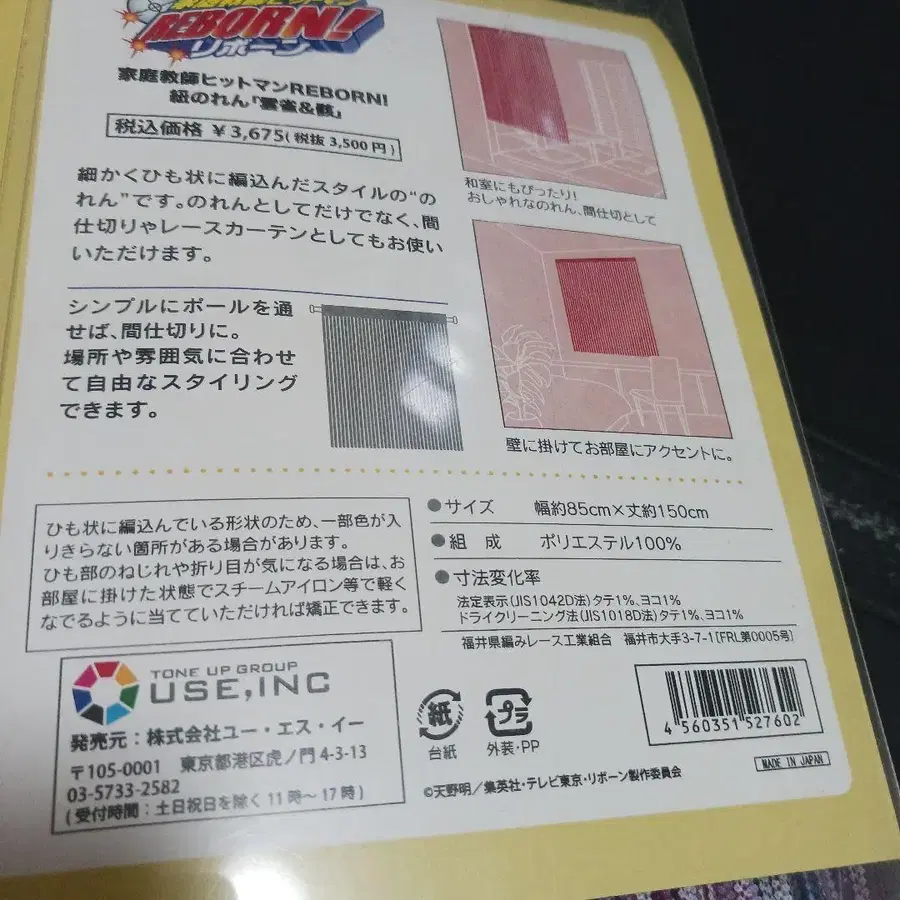 REBORN!
リボーン
家庭教師ヒットマンREBORN!
紐のれん「雲雀&骸」
税込価格 ¥3,675(税抜 3,500円)
細かくひも状に編込んだスタイルの"の
れん"です。のれんとしてだけでなく、間
仕切りやレースカーテンとしてもお使い
いただけます。
シンプルにポールを通
せば、間仕切りに。
場所や雰囲気に合わせ
て自由なスタイリング
できます。
和室にもぴったり!
おしゃれなのれん、間仕切として
壁に掛けてお部屋にアクセントに。
ひも状に編込んでいる形状のため、一部色が入
りきらない箇所がある場合があります。
ひも部のねじれや折り目が気になる場合は、お
部屋に掛けた状態でスチームアイロン等で軽く
なでるように当てていただければ矯正できます。
●サイズ 幅約85cm×丈約150cm
●組成 ポリエステル100%
●寸法変化率
法定表示(JIS1042D法)タテ1%、ヨコ1%
ドライクリーニング法(JIS1018D法)タテ1%、ヨコ1%
福井県編みレース工業組合 福井市大手3-7-1[FRL第0005号]
TONE UP GROUP
USE,INC
発売元:株式会社ユー・エス・イー
〒105-0001 東京都港区虎ノ門4-3-13
03-5733-2582
(受付時間:土日祝日を除く11時~17時)
紙
台紙
プラ
外装・PP
4 560351 527602
MADE IN JAPAN
©天野明/集英社・テレビ東京・リボーン製作委員会